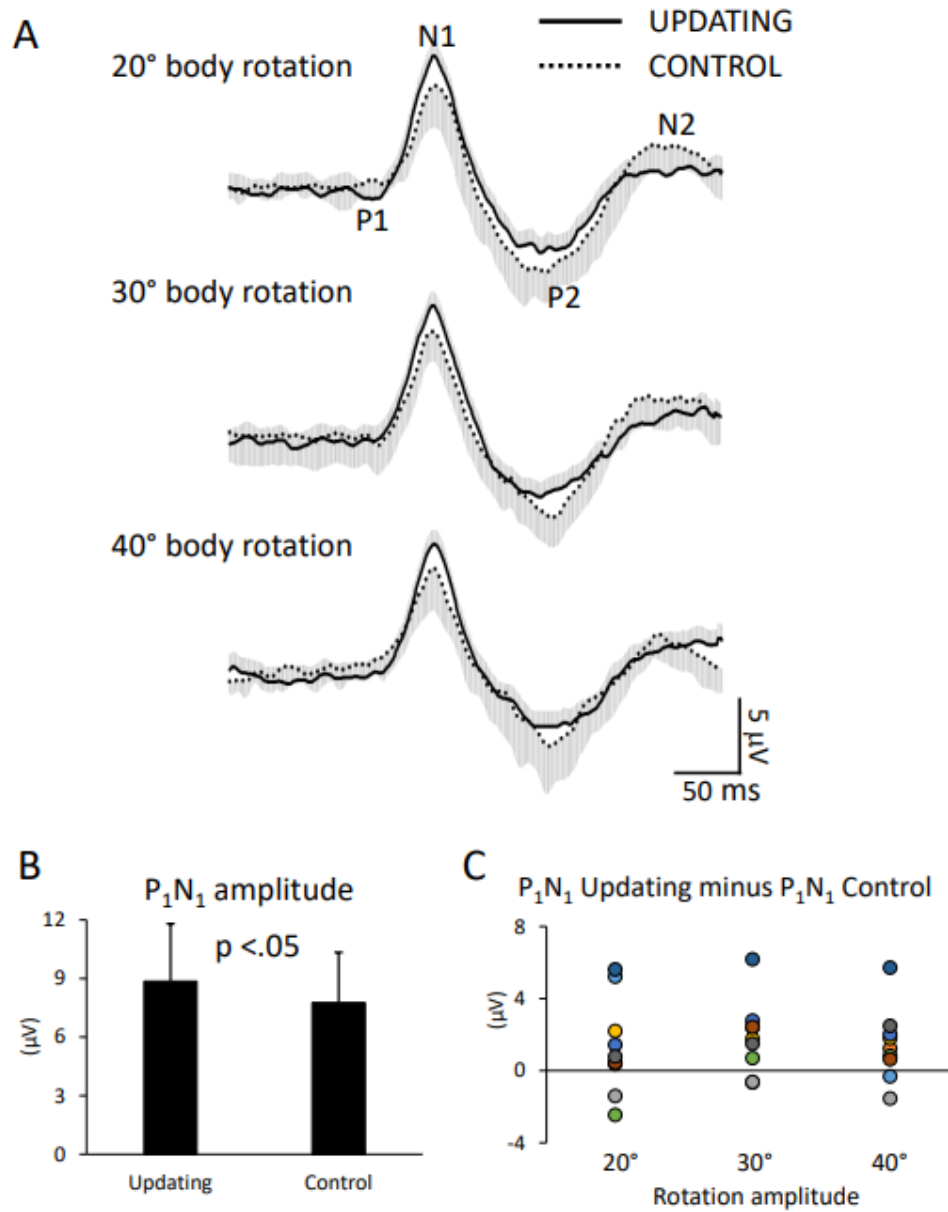 A
UPDATING
CONTROL
20° body rotation
N1
N2
P1
P2
30° body rotation
40° body rotation
5 µV
50 ms
B
P₁N₁ amplitude
12
9
6
3
0
(µV)
p <.05
Updating
Control
C
P₁N₁ Updating minus P₁N₁ Control
8
4
0
-4
(µV)
20°
30°
40°
Rotation amplitude